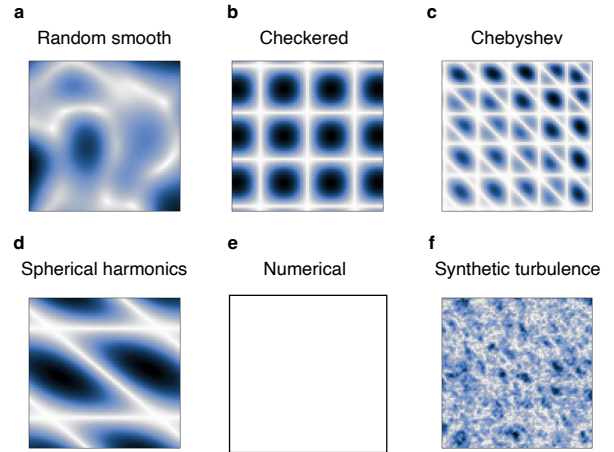 a
Random smooth
b
Checkered
c
Chebyshev
d
Spherical harmonics
e
Numerical
f
Synthetic turbulence